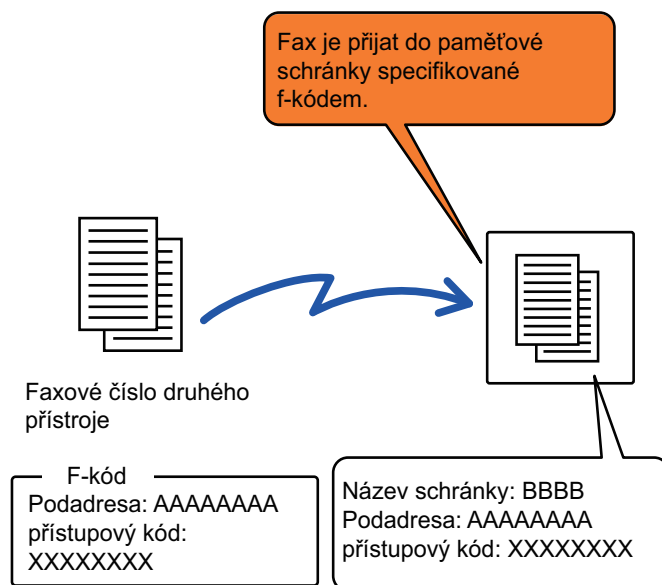 Fax je přijat do paměťové
schránky specifikované
f-kódem.
Faxové číslo druhého
přístroje
F-kód
Podadresa: AAAAAAAA
přístupový kód:
XXXXXXXX
Název schránky: BBBB
Podadresa: AAAAAAAA
přístupový kód: XXXXXXXX